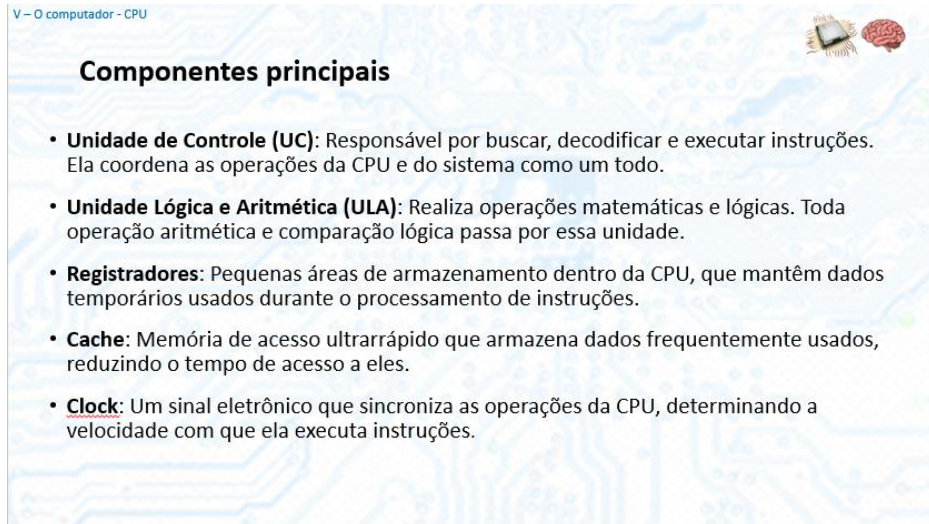 V – O computador - CPU
Componentes principais
• Unidade de Controle (UC): Responsável por buscar, decodificar e executar instruções.
Ela coordena as operações da CPU e do sistema como um todo.
• Unidade Lógica e Aritmética (ULA): Realiza operações matemáticas e lógicas. Toda
operação aritmética e comparação lógica passa por essa unidade.
• Registradores: Pequenas áreas de armazenamento dentro da CPU, que mantêm dados
temporários usados durante o processamento de instruções.
• Cache: Memória de acesso ultrarrápido que armazena dados frequentemente usados,
reduzindo o tempo de acesso a eles.
• Clock: Um sinal eletrônico que sincroniza as operações da CPU, determinando a
velocidade com que ela executa instruções.